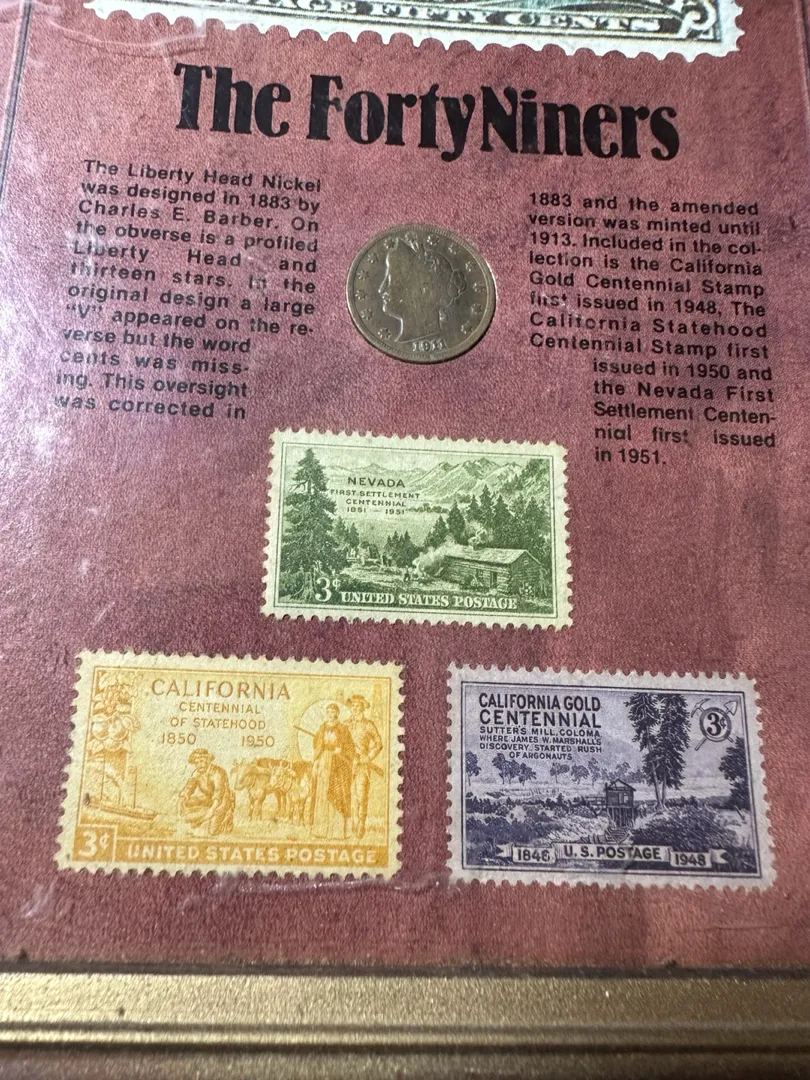 AGE FIFTY CENTS
The Forty Niners
The Liberty Head Nickel
was designed in 1883 by
Charles E. Barber. On
the obverse is a profiled
Liberty Head and
thirteen stars. In the
original design a large
"V" appeared on the re-
verse but the word
cents was miss-
ing. This oversight
was corrected in
1883 and the amended
version was minted until
1913. Included in the col-
lection is the California
Gold Centennial Stamp
first issued in 1948, The
California Statehood
Centennial Stamp first
issued in 1950 and
the Nevada First
Settlement Centen-
nial first issued
in 1951.
1911
NEVADA
FIRST SETTLEMENT
CENTENNIAL
1851 — 1951
3¢ UNITED STATES POSTAGE
CALIFORNIA
CENTENNIAL
OF STATEHOOD
1850 1950
3¢ UNITED STATES POSTAGE
CALIFORNIA GOLD
CENTENNIAL
SUTTER'S MILL, COLOMA
WHERE JAMES W. MARSHALL'S
DISCOVERY STARTED RUSH
OF ARGONAUTS
3¢
1848 U.S. POSTAGE 1948